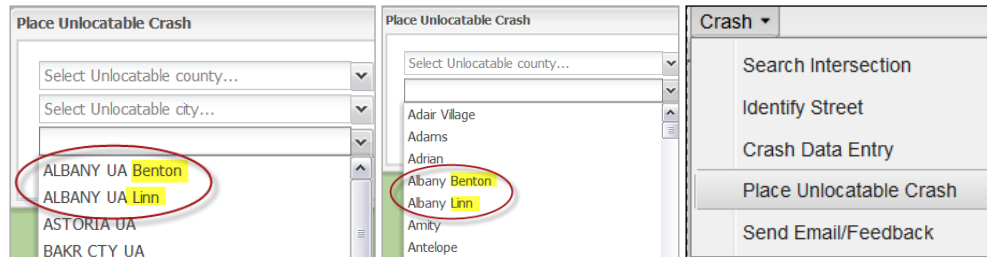 Place Unlocatable Crash
Select Unlocatable county...
Select Unlocatable city...
ALBANY UA Benton
ALBANY UA Linn
ASTORIA UA
BAKR CTY UA
Place Unlocatable Crash
Select Unlocatable county...
Adair Village
Adams
Adrian
Albany Benton
Albany Linn
Amity
Antelope
Crash
Search Intersection
Identify Street
Crash Data Entry
Place Unlocatable Crash
Send Email/Feedback